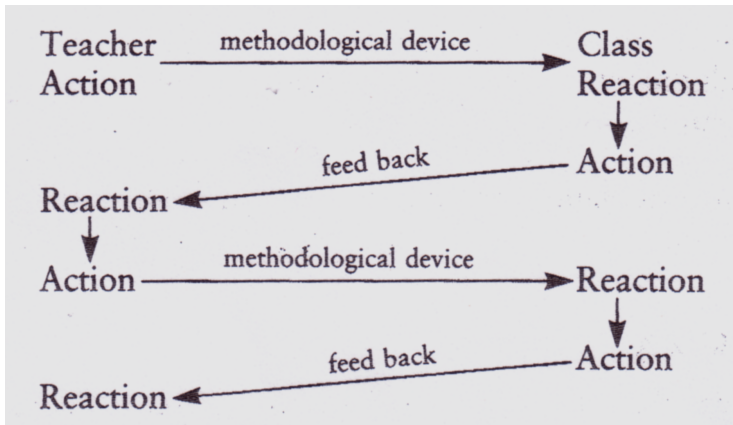 Teacher methodological device Class
Action Reaction
feed back Action
Reaction
methodological device
Action Reaction
feed back Action
Reaction